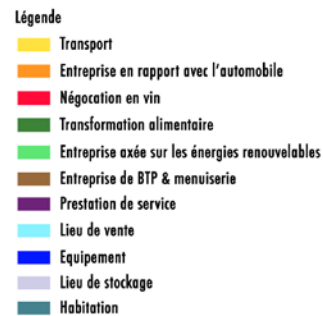 Légende
Transport
Entreprise en rapport avec l'automobile
Négocation en vin
Transformation alimentaire
Entreprise axée sur les énergies renouvelables
Entreprise de BTP & menuiserie
Prestation de service
Lieu de vente
Equipement
Lieu de stockage
Habitation